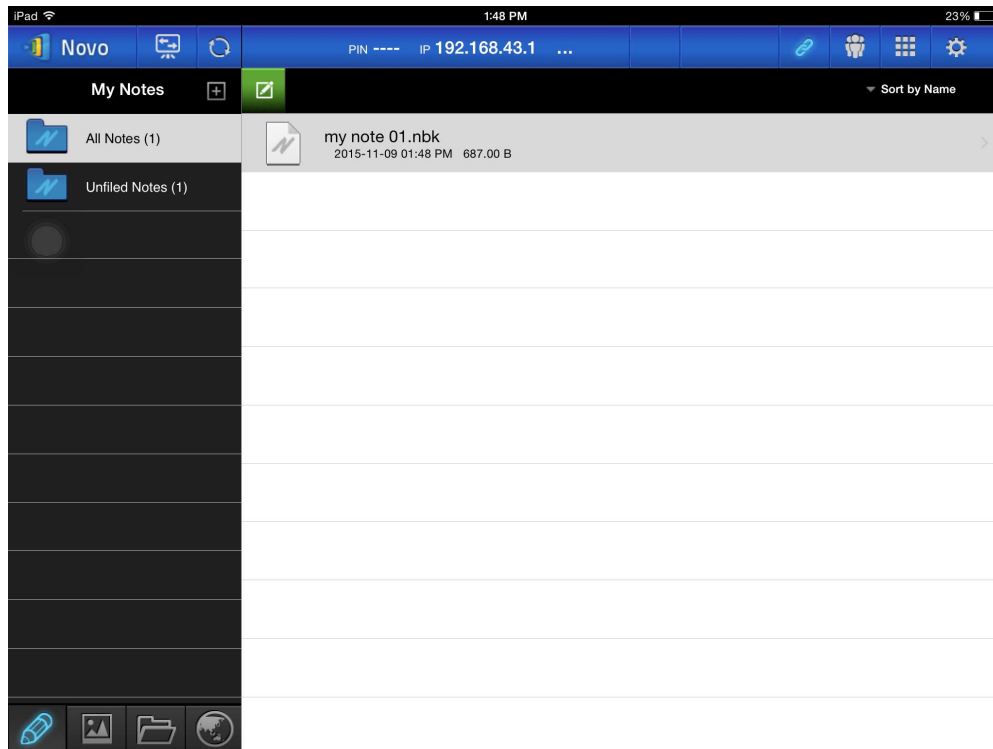 iPad 1:48 PM 23%
Novo PIN ---- IP 192.168.43.1 ...
My Notes Sort by Name
All Notes (1)
my note 01.nbk
2015-11-09 01:48 PM 687.00 B
Unfiled Notes (1)